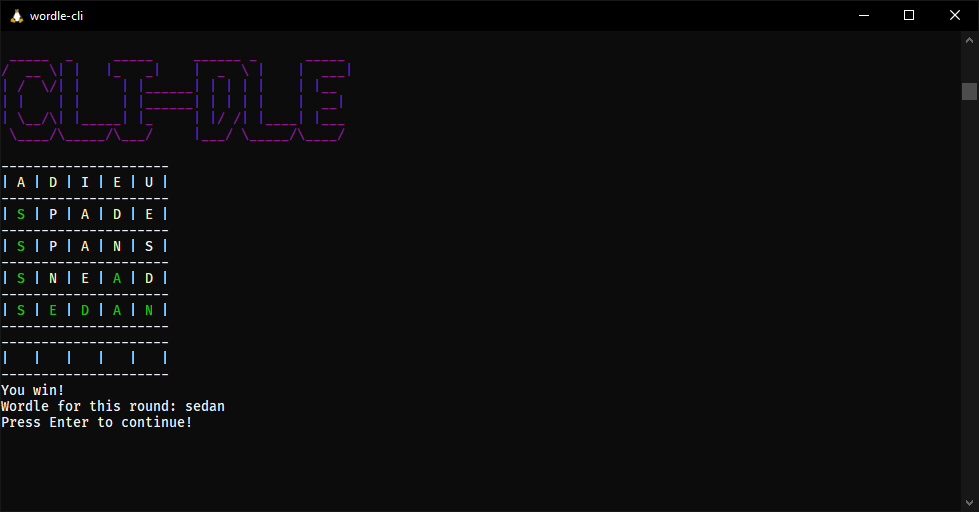 wordle-cli
CLI-DLE
---------------------
| A | D | I | E | U |
---------------------
| S | P | A | D | E |
---------------------
| S | P | A | N | S |
---------------------
| S | N | E | A | D |
---------------------
| S | E | D | A | N |
---------------------
---------------------
|   |   |   |   |   |
---------------------
You win!
Wordle for this round: sedan
Press Enter to continue!